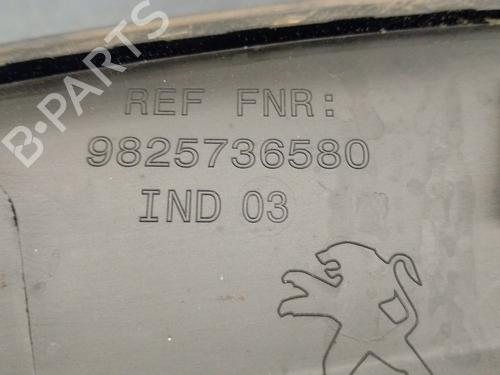 B-PARTS
REF FNR:
9825736580
IND 03